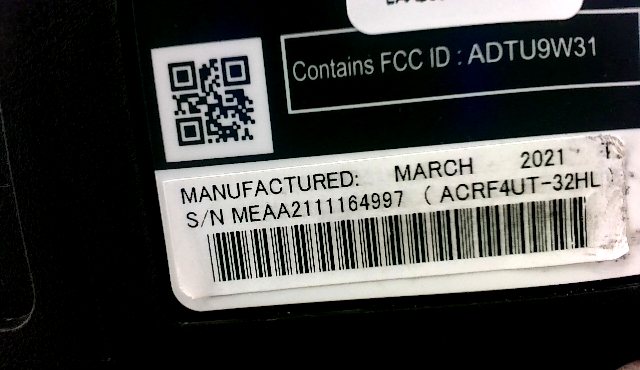 Contains FCC ID : ADTU9W31
MANUFACTURED: MARCH 2021
S/N MEAA2111164997 ( ACRF4UT-32HL